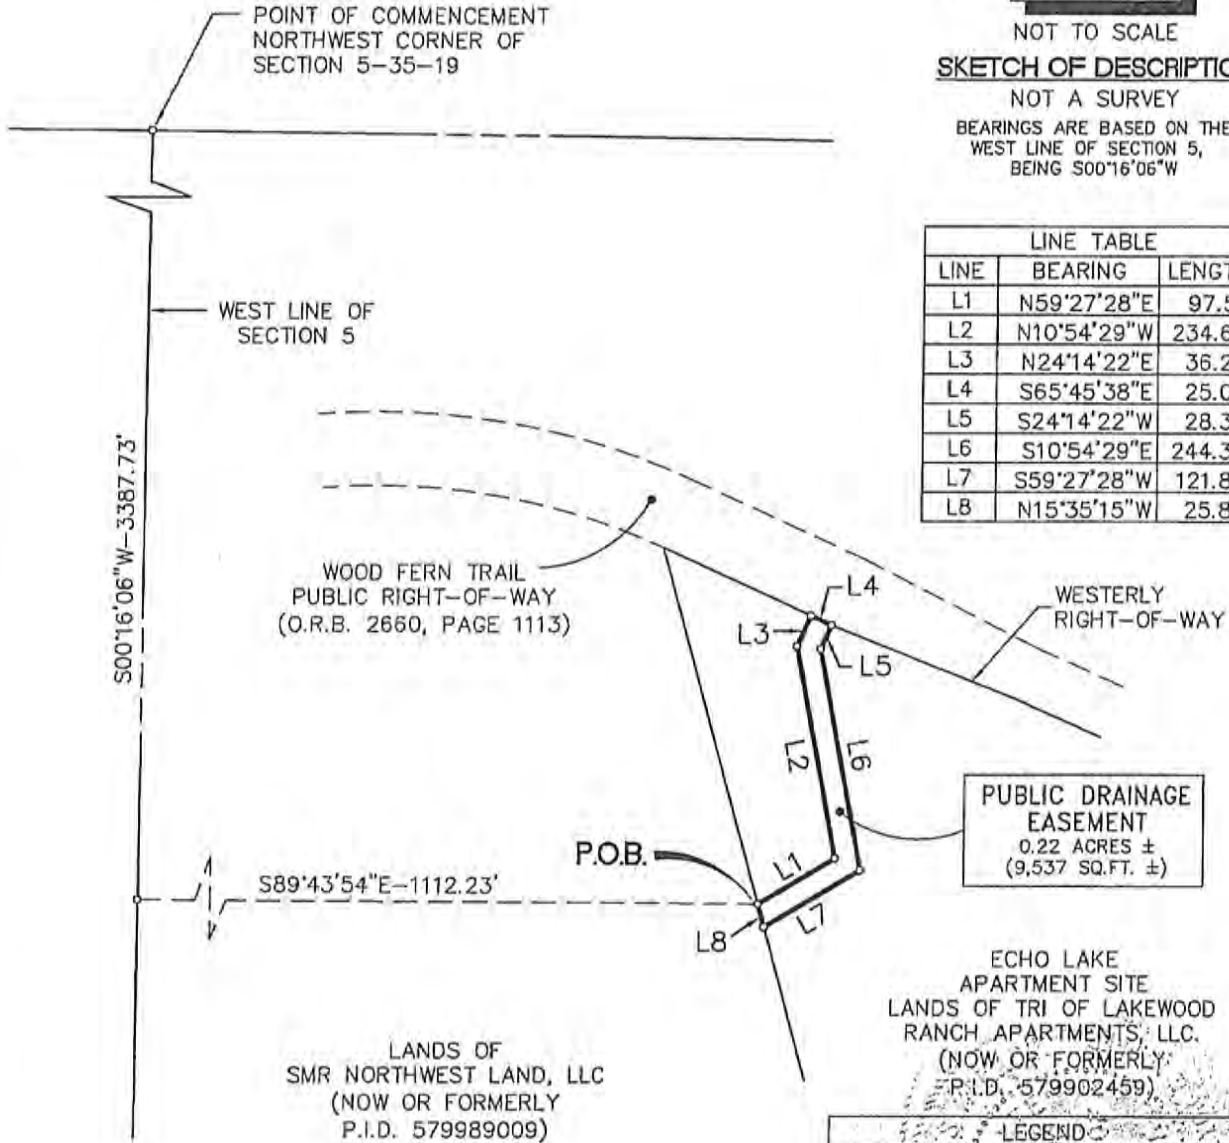 POINT OF COMMENCEMENT
NORTHWEST CORNER OF
SECTION 5-35-19
NOT TO SCALE
SKETCH OF DESCRIPTIO
NOT A SURVEY
BEARINGS ARE BASED ON THE
WEST LINE OF SECTION 5,
BEING S00°16'06"W
LINE TABLE
LINE BEARING LENGT
L1 N59°27'28"E 97.5
L2 N10°54'29"W 234.6
L3 N24°14'22"E 36.2
L4 S65°45'38"E 25.0
L5 S24°14'22"W 28.3
L6 S10°54'29"E 244.3
L7 S59°27'28"W 121.8
L8 N15°35'15"W 25.8
WEST LINE OF
SECTION 5
S00°16'06"W-3387.73'
WOOD FERN TRAIL
PUBLIC RIGHT-OF-WAY
(O.R.B. 2660, PAGE 1113)
L4
L3
L5
WESTERLY
RIGHT-OF-WAY
L2
L6
PUBLIC DRAINAGE
EASEMENT
0.22 ACRES ±
(9,537 SQ.FT. ±)
P.O.B.
L1
S89°43'54"E-1112.23'
L7
L8
ECHO LAKE
APARTMENT SITE
LANDS OF TRI OF LAKEWOOD
RANCH APARTMENTS, LLC.
(NOW OR FORMERLY
P.I.D. 579902459)
LANDS OF
SMR NORTHWEST LAND, LLC
(NOW OR FORMERLY
P.I.D. 579989009)
LEGEND